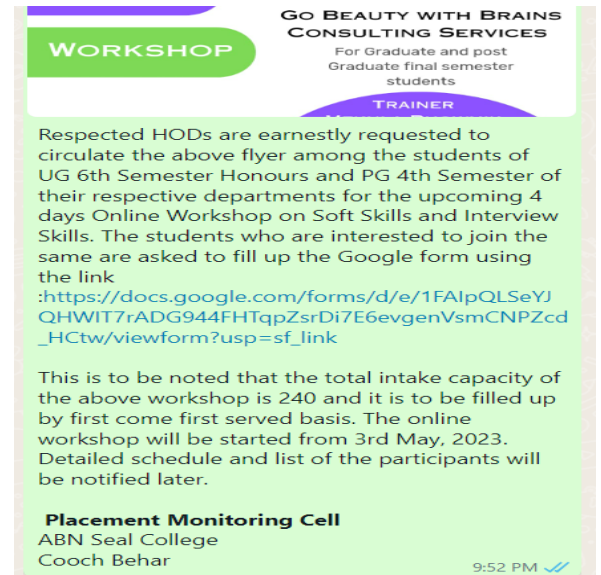 WORKSHOP
GO BEAUTY WITH BRAINS
CONSULTING SERVICES
For Graduate and post
Graduate final semester
students
TRAINER
Respected HODs are earnestly requested to
circulate the above flyer among the students of
UG 6th Semester Honours and PG 4th Semester of
their respective departments for the upcoming 4
days Online Workshop on Soft Skills and Interview
Skills. The students who are interested to join the
same are asked to fill up the Google form using
the link
:https://docs.google.com/forms/d/e/1FAIpQLSeYJ
QHWIT7rADG944FHTqpZsrDi7E6evgenVsmCNPZcd
_HCtw/viewform?usp=sf_link
This is to be noted that the total intake capacity of
the above workshop is 240 and it is to be filled up
by first come first served basis. The online
workshop will be started from 3rd May, 2023.
Detailed schedule and list of the participants will
be notified later.
Placement Monitoring Cell
ABN Seal College
Cooch Behar
9:52 PM